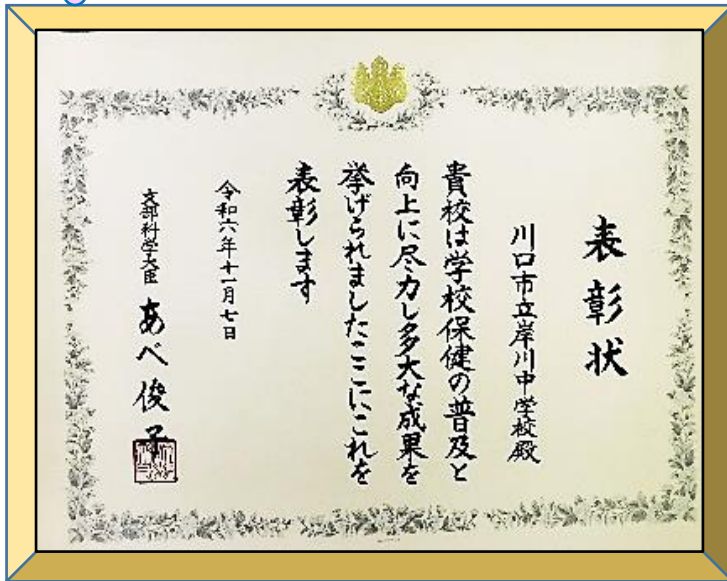 表彰状
川口市立岸川中学校殿
貴校は学校保健の普及と
向上に尽力し多大な成果を
挙げられましたここにこれを
表彰します
令和六年十一月七日
文部科学大臣 あべ俊子